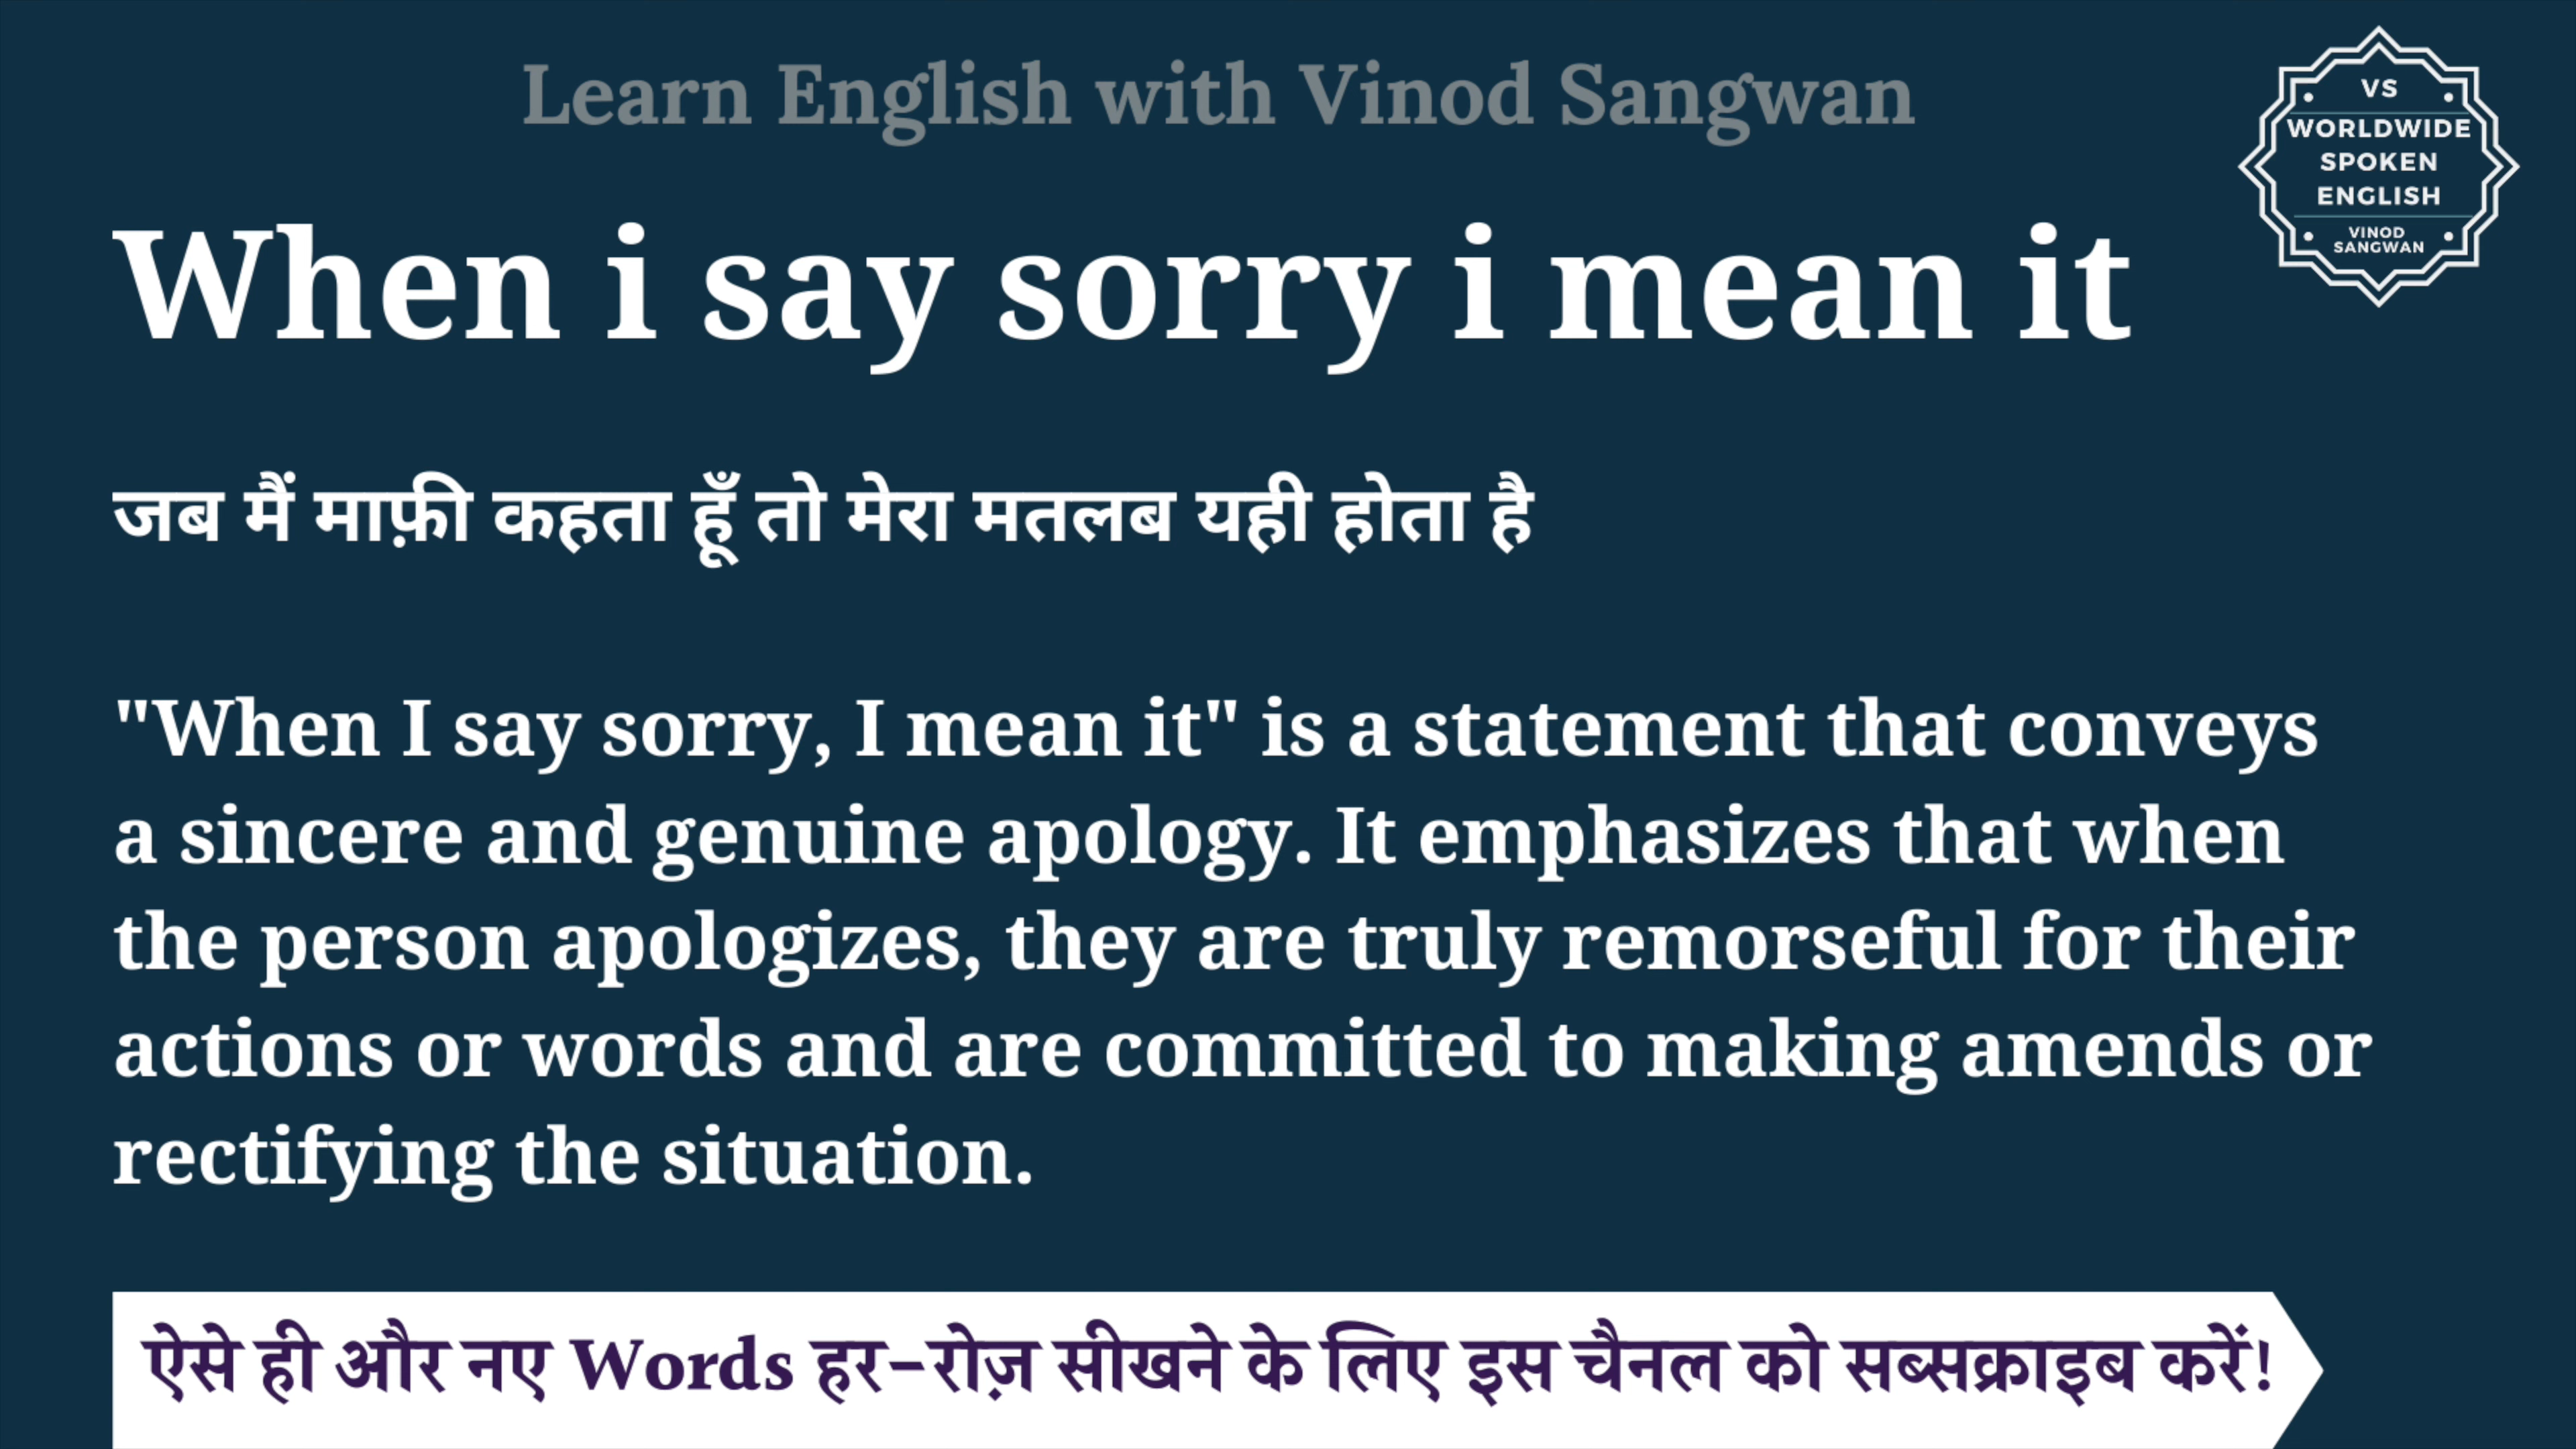 Learn English with Vinod Sangwan
VS
WORLDWIDE
SPOKEN
ENGLISH
VINOD
SANGWAN
When i say sorry i mean it
जब मैं माफ़ी कहता हूँ तो मेरा मतलब यही होता है
"When I say sorry, I mean it" is a statement that conveys
a sincere and genuine apology. It emphasizes that when
the person apologizes, they are truly remorseful for their
actions or words and are committed to making amends or
rectifying the situation.
ऐसे ही और नए Words हर-रोज़ सीखने के लिए इस चैनल को सब्सक्राइब करें!